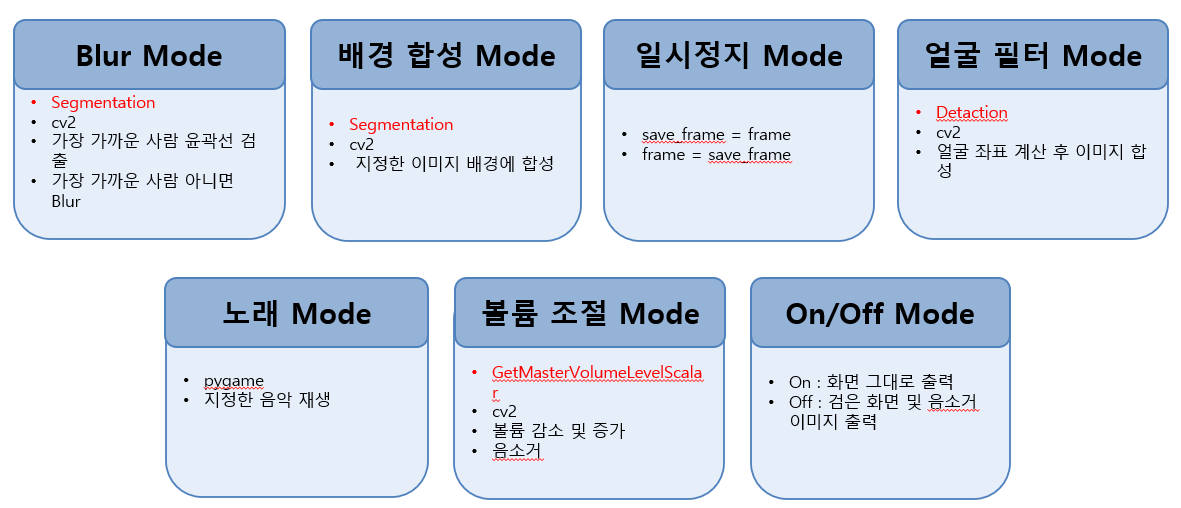 Blur Mode
• Segmentation
• cv2
• 가장 가까운 사람 윤곽선 검
출
• 가장 가까운 사람 아니면
Blur
배경 합성 Mode
• Segmentation
• cv2
• 지정한 이미지 배경에 합성
일시정지 Mode
• save_frame = frame
• frame = save_frame
얼굴 필터 Mode
• Detaction
• cv2
• 얼굴 좌표 계산 후 이미지 합
성
노래 Mode
• pygame
• 지정한 음악 재생
볼륨 조절 Mode
• GetMasterVolumeLevelScala
r
• cv2
• 볼륨 감소 및 증가
• 음소거
On/Off Mode
• On : 화면 그대로 출력
• Off : 검은 화면 및 음소거
이미지 출력